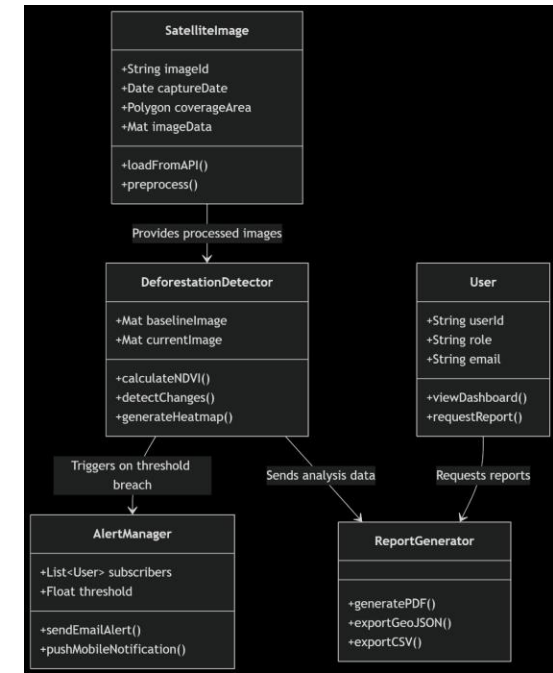 SatelliteImage
+String imageId
+Date captureDate
+Polygon coverageArea
+Mat imageData
+loadFromAPI()
+preprocess()
Provides processed images
DeforestationDetector
+Mat baselineImage
+Mat currentImage
+calculateNDVI()
+detectChanges()
+generateHeatmap()
User
+String userId
+String role
+String email
+viewDashboard()
+requestReport()
Triggers on threshold
breach
Sends analysis data
Requests reports
AlertManager
+List<User> subscribers
+Float threshold
+sendEmailAlert()
+pushMobileNotification()
ReportGenerator
+generatePDF()
+exportGeoJSON()
+exportCSV()